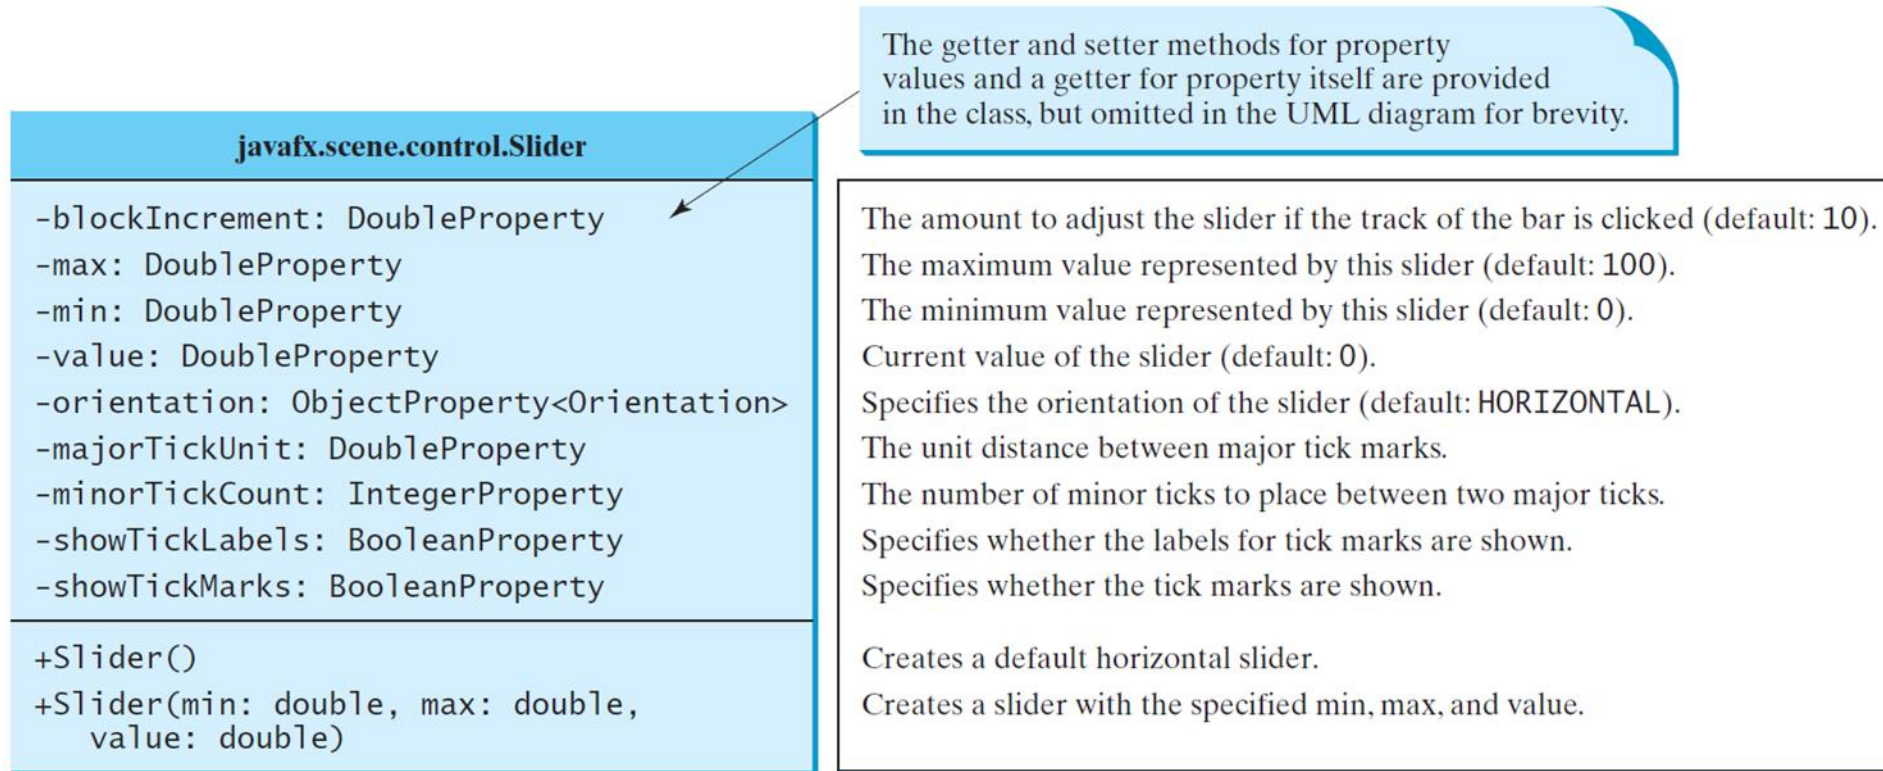 The getter and setter methods for property
values and a getter for property itself are provided
in the class, but omitted in the UML diagram for brevity.
javafx.scene.control.Slider
-blockIncrement: DoubleProperty
-max: DoubleProperty
-min: DoubleProperty
-value: DoubleProperty
-orientation: ObjectProperty<Orientation>
-majorTickUnit: DoubleProperty
-minorTickCount: IntegerProperty
-showTickLabels: BooleanProperty
-showTickMarks: BooleanProperty
+Slider()
+Slider(min: double, max: double,
value: double)
The amount to adjust the slider if the track of the bar is clicked (default: 10).
The maximum value represented by this slider (default: 100).
The minimum value represented by this slider (default: 0).
Current value of the slider (default: 0).
Specifies the orientation of the slider (default: HORIZONTAL).
The unit distance between major tick marks.
The number of minor ticks to place between two major ticks.
Specifies whether the labels for tick marks are shown.
Specifies whether the tick marks are shown.
Creates a default horizontal slider.
Creates a slider with the specified min, max, and value.